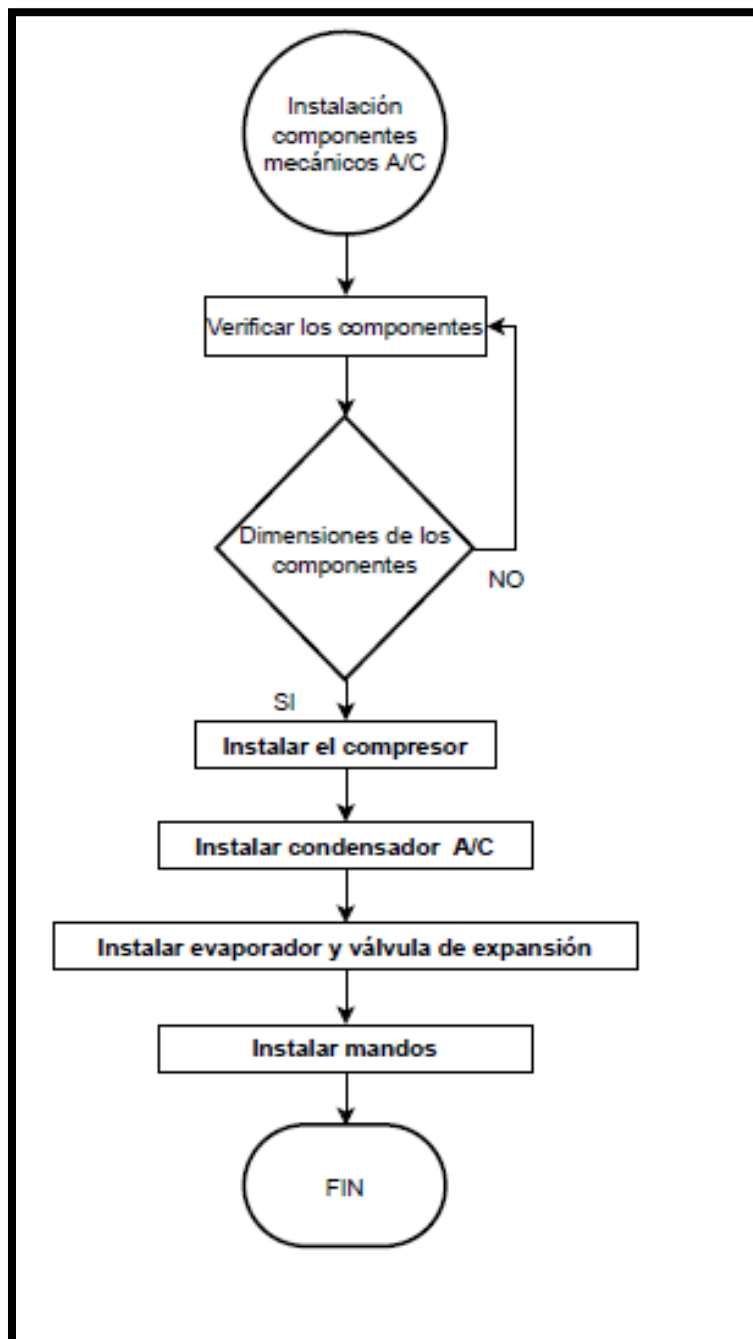 Instalación
componentes
mecánicos A/C
Verificar los componentes
Dimensiones de los
componentes
NO
SI
Instalar el compresor
Instalar condensador A/C
Instalar evaporador y válvula de expansión
Instalar mandos
FIN